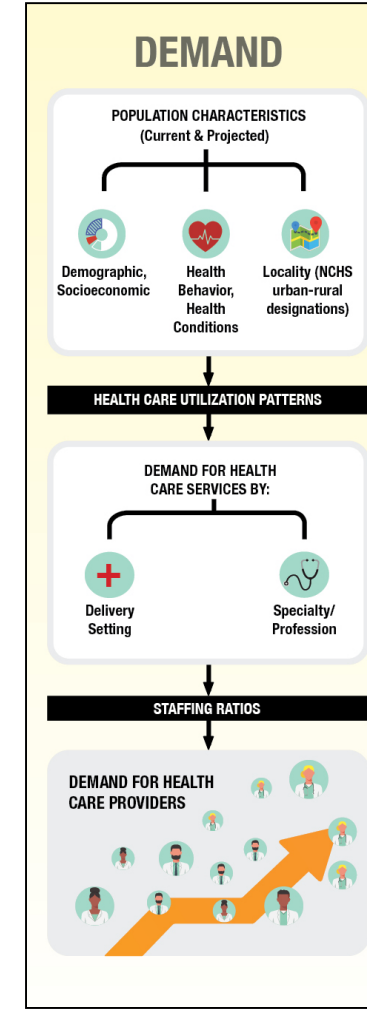 DEMAND
POPULATION CHARACTERISTICS
(Current & Projected)
Demographic,
Socioeconomic
Health
Behavior,
Health
Conditions
Locality (NCHS
urban-rural
designations)
HEALTH CARE UTILIZATION PATTERNS
DEMAND FOR HEALTH
CARE SERVICES BY:
Delivery
Setting
Specialty/
Profession
STAFFING RATIOS
DEMAND FOR HEALTH
CARE PROVIDERS